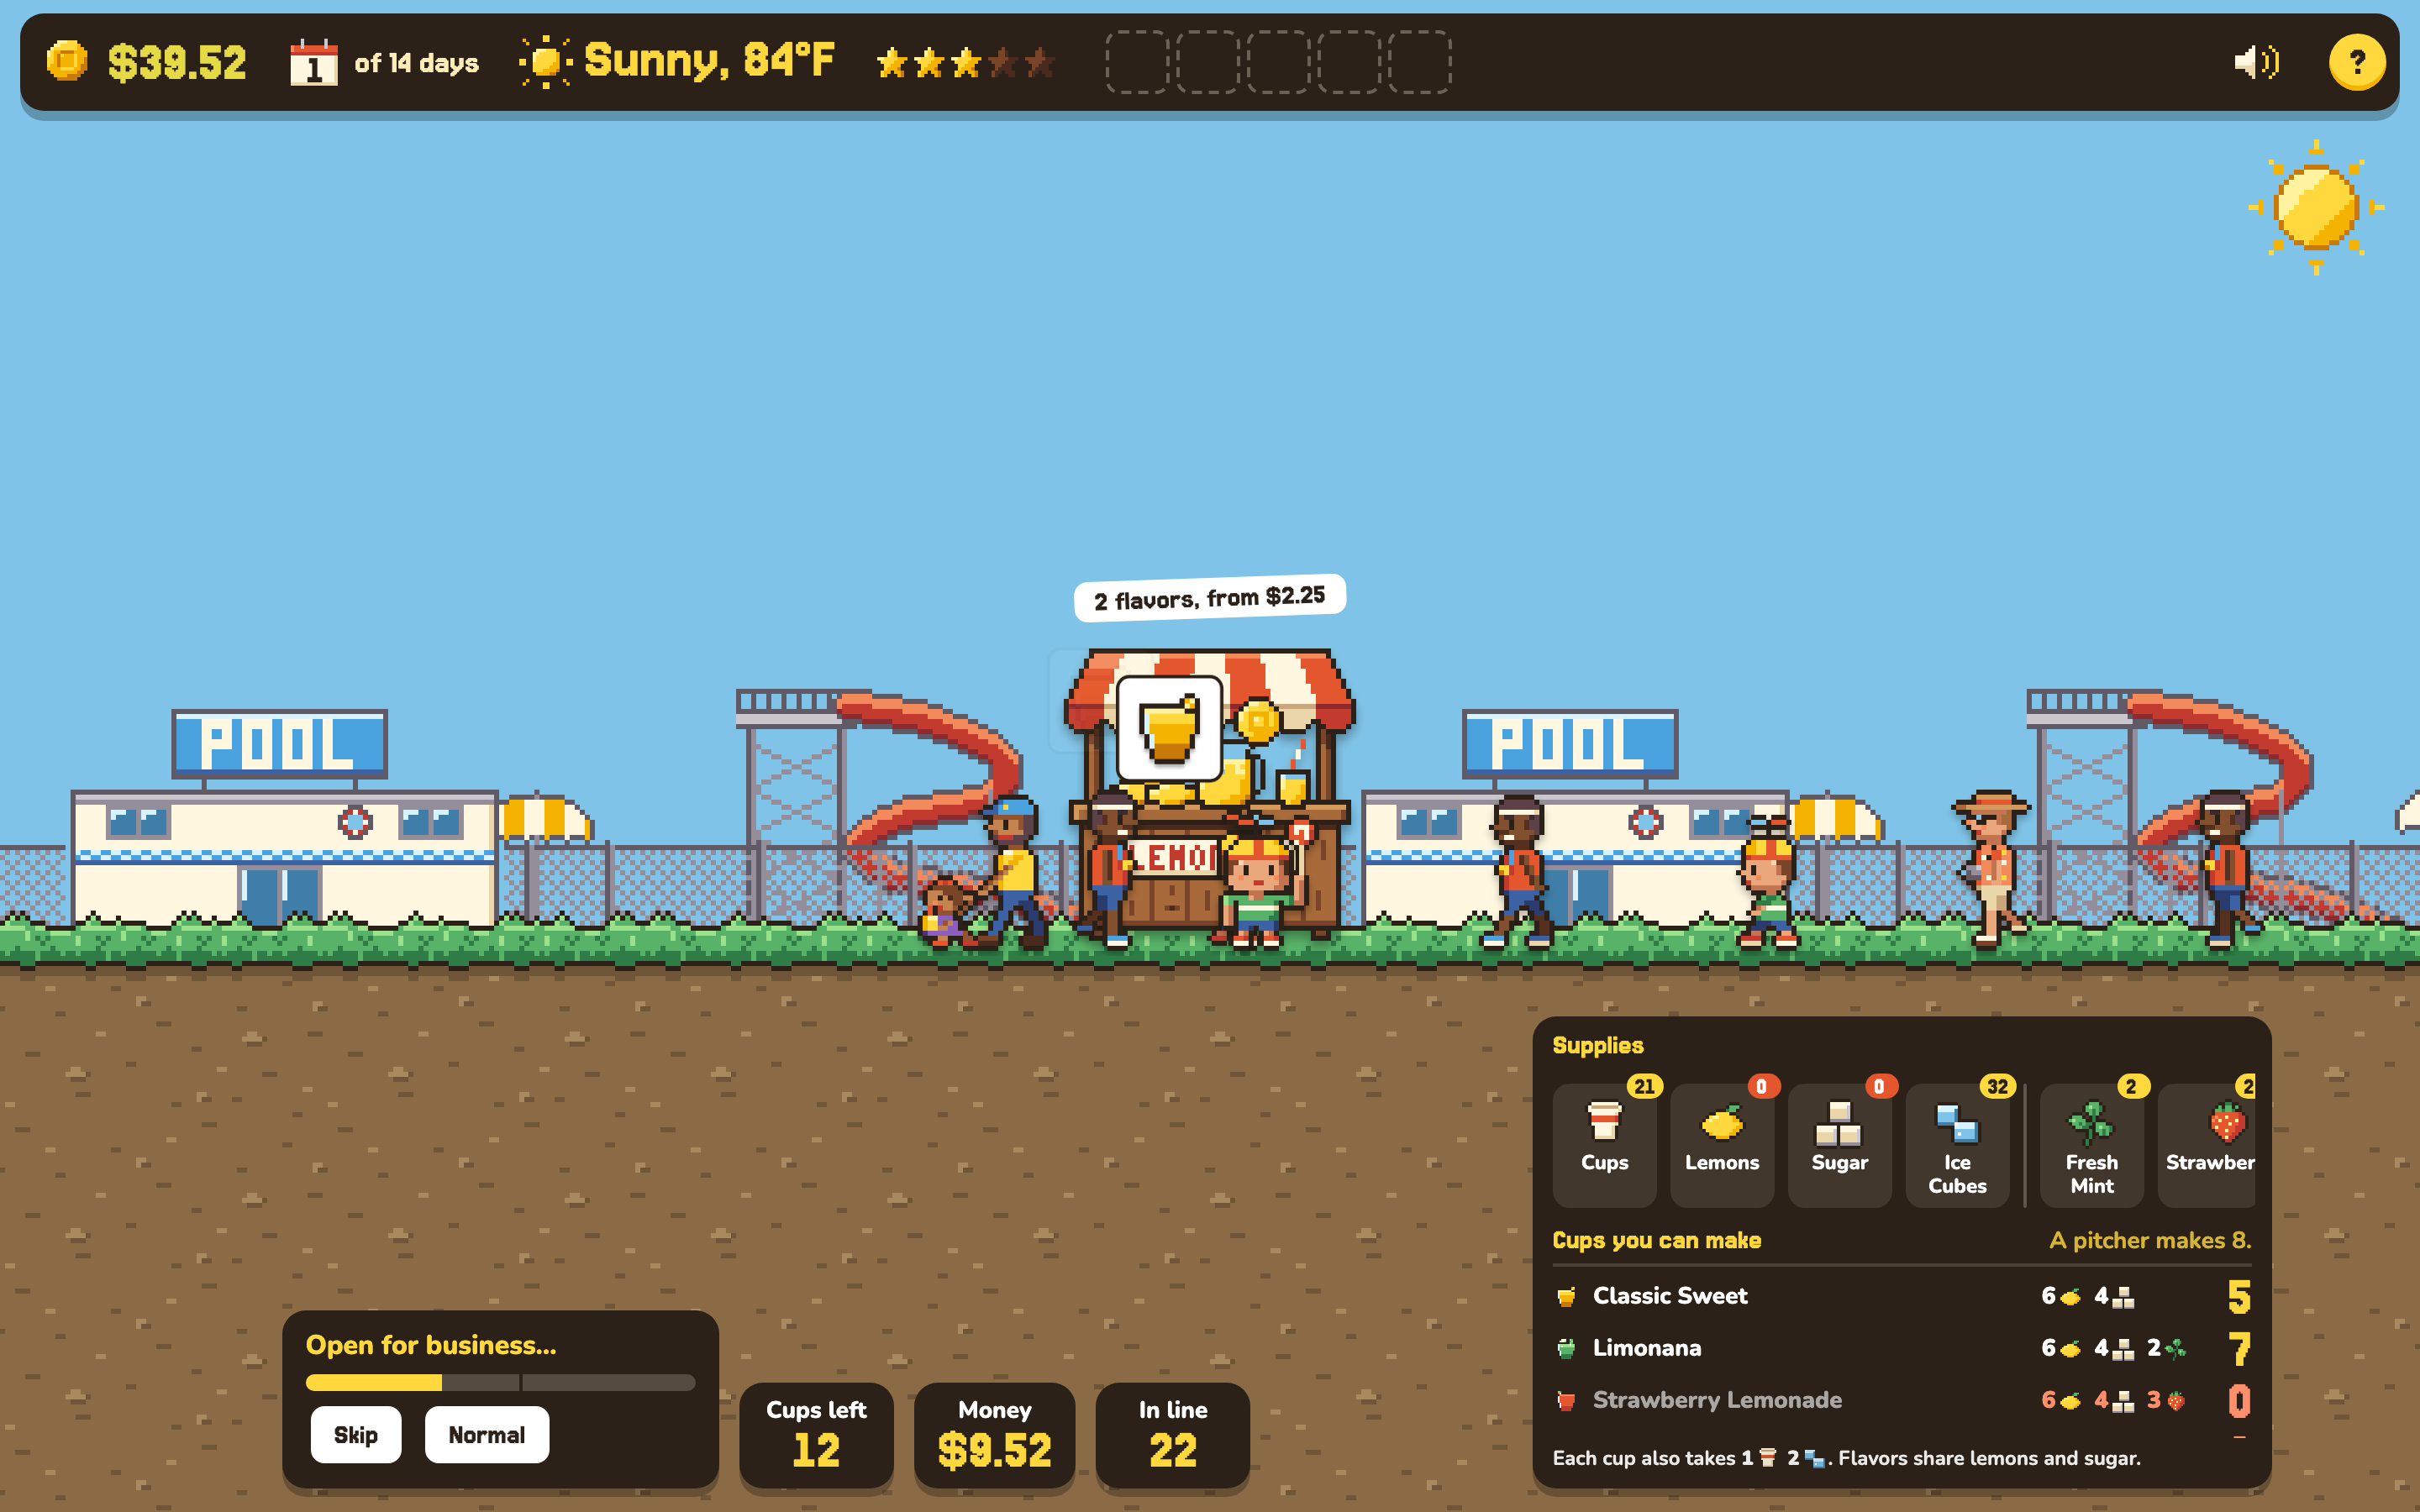 $39.52
1
of 14 days
Sunny, 84°F
?
2 flavors, from $2.25
POOL
POOL
LEMON
Supplies
21
0
0
32
2
2
Cups
Lemons
Sugar
Ice Cubes
Fresh Mint
Strawber
Cups you can make
A pitcher makes 8.
Classic Sweet
6 4
5
Limonana
6 4 2
7
Strawberry Lemonade
6 4 3
0
Each cup also takes 1 2. Flavors share lemons and sugar.
Open for business...
Skip
Normal
Cups left
12
Money
$9.52
In line
22